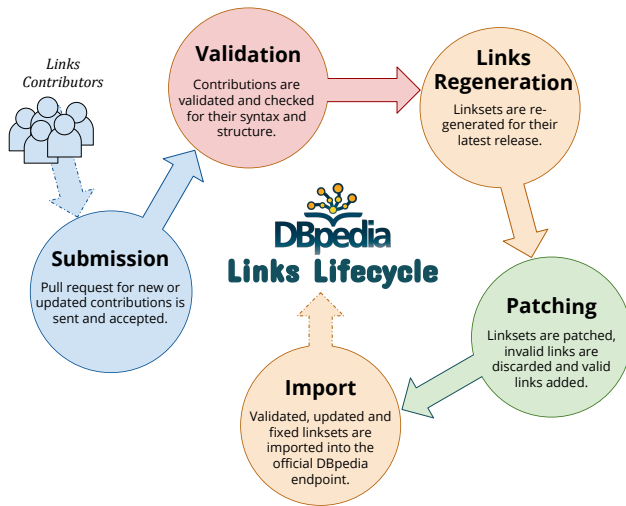 Links
Contributors
Validation
Contributions are
validated and checked
for their syntax and
structure.
Links
Regeneration
Linksets are re-
generated for their
latest release.
Submission
Pull request for new or
updated contributions is
sent and accepted.
DBpedia
Links Lifecycle
Patching
Linksets are patched,
invalid links are
discarded and valid
links added.
Import
Validated, updated and
fixed linksets are
imported into the
official DBpedia
endpoint.